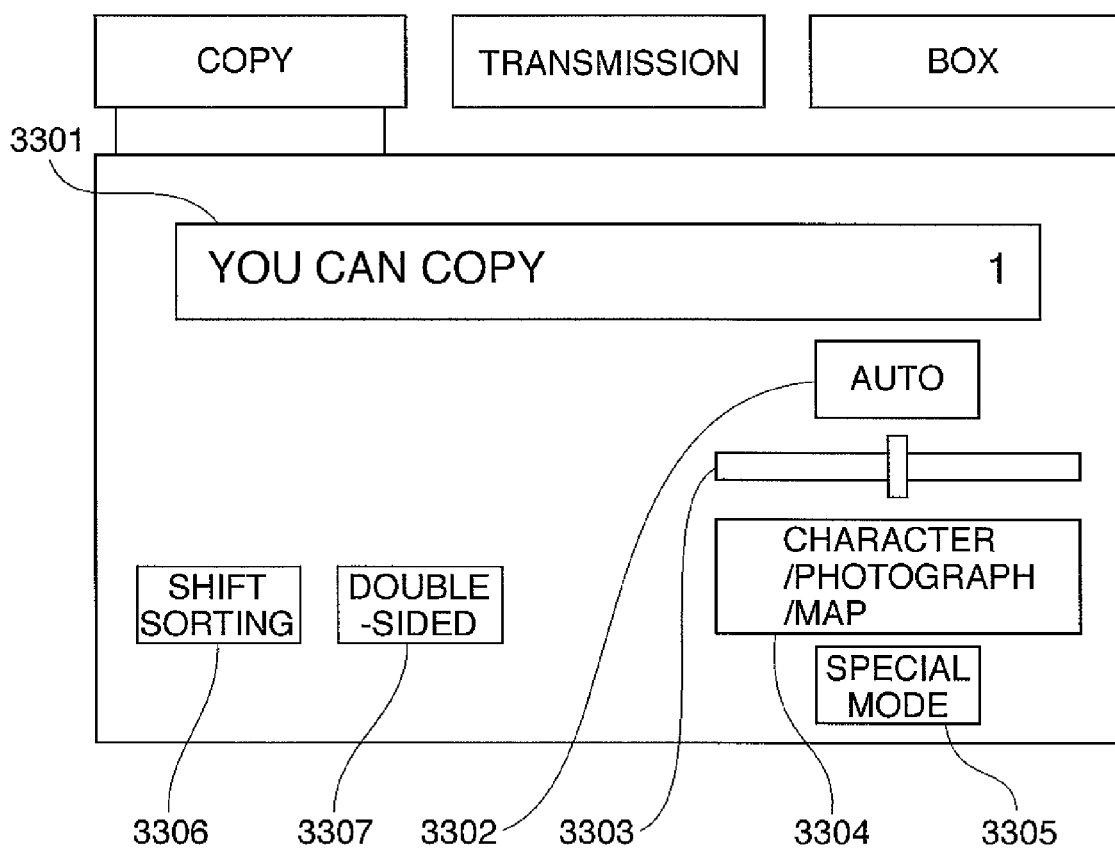 COPY
TRANSMISSION
BOX
3301
YOU CAN COPY 1
AUTO
CHARACTER
/PHOTOGRAPH
/MAP
SHIFT
SORTING
DOUBLE
-SIDED
SPECIAL
MODE
3306 3307 3302 3303 3304 3305